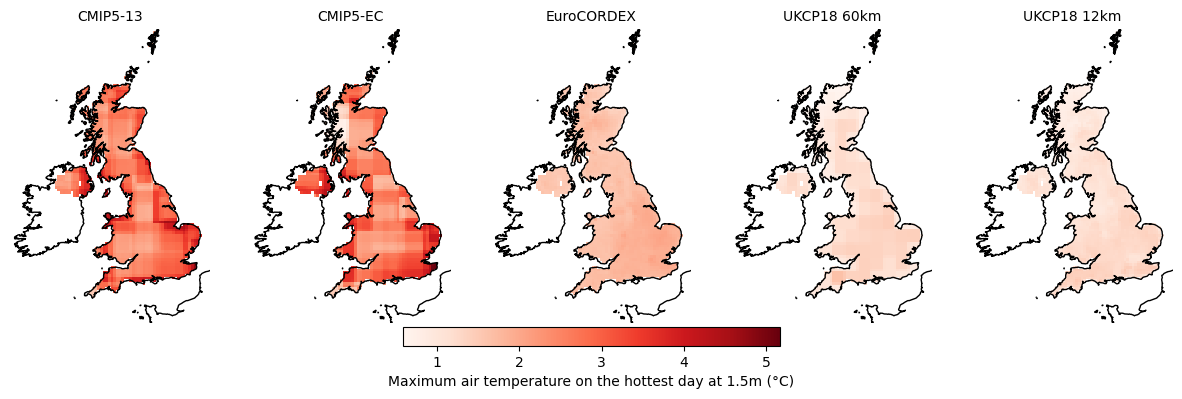 CMIP5-13
CMIP5-EC
EuroCORDEX
UKCP18 60km
UKCP18 12km
1
2
3
4
5
Maximum air temperature on the hottest day at 1.5m (°C)